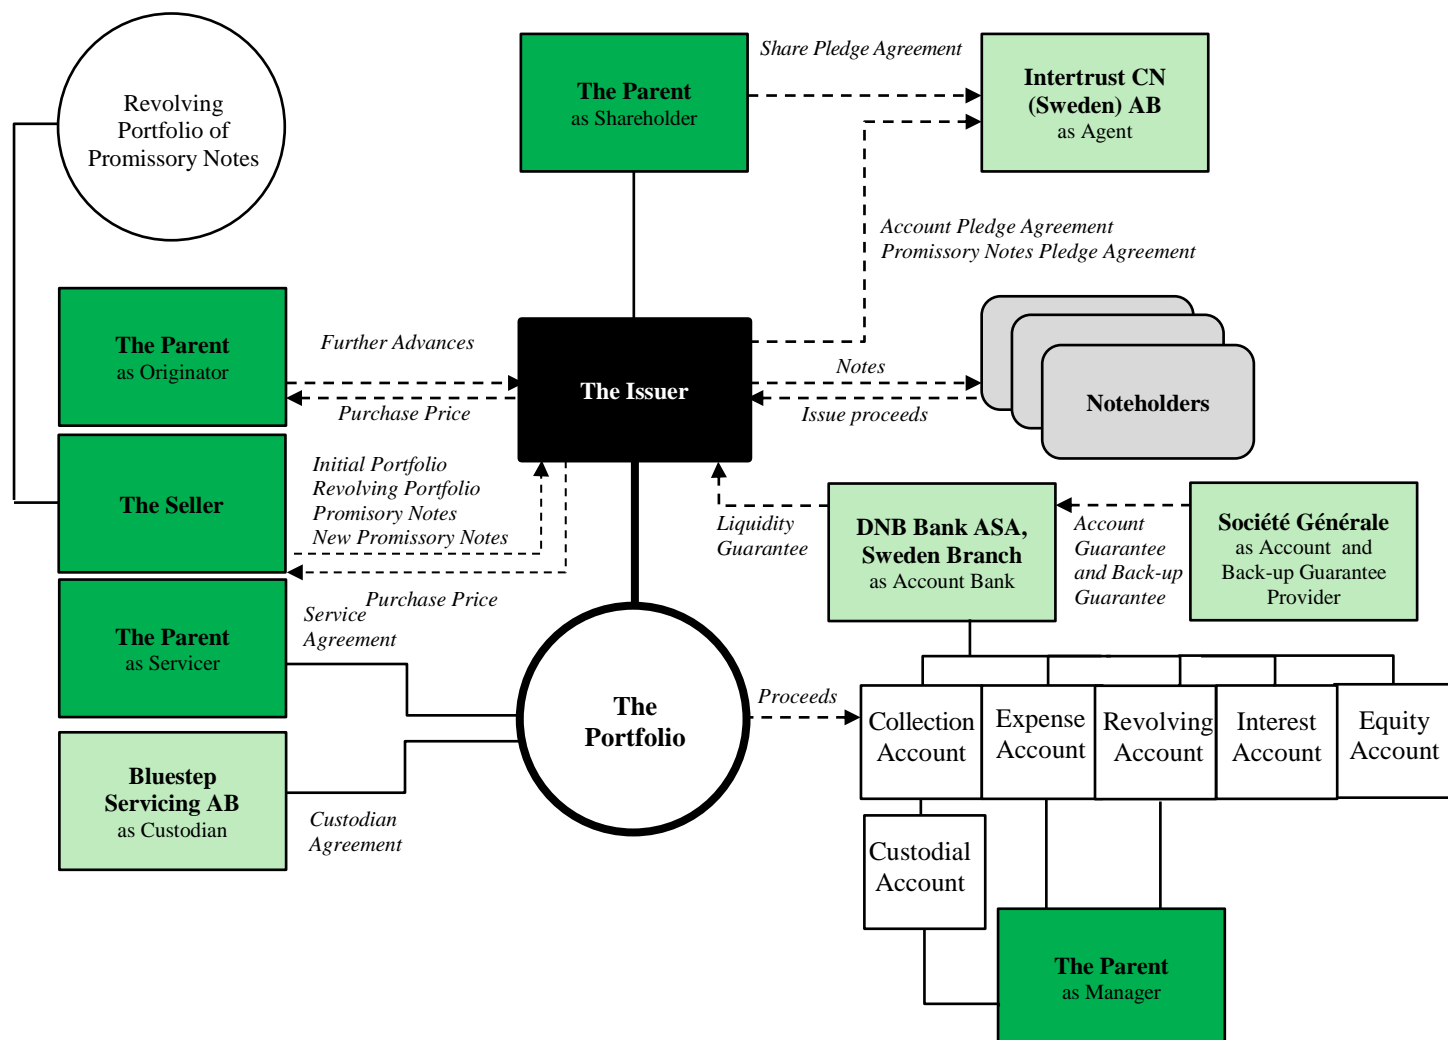 Revolving
Portfolio of
Promissory Notes
The Parent
as Shareholder
Share Pledge Agreement
Intertrust CN
(Sweden) AB
as Agent
Account Pledge Agreement
Promissory Notes Pledge Agreement
The Parent
as Originator
Further Advances
Purchase Price
The Issuer
Notes
Issue proceeds
Noteholders
The Seller
Initial Portfolio
Revolving Portfolio
Promisory Notes
New Promissory Notes
Purchase Price
Liquidity
Guarantee
DNB Bank ASA,
Sweden Branch
as Account Bank
Account
Guarantee
and Back-up
Guarantee
Société Générale
as Account and
Back-up Guarantee
Provider
The Parent
as Servicer
Service
Agreement
The
Portfolio
Proceeds
Collection
Account
Expense
Account
Revolving
Account
Interest
Account
Equity
Account
Bluestep
Servicing AB
as Custodian
Custodian
Agreement
Custodial
Account
The Parent
as Manager